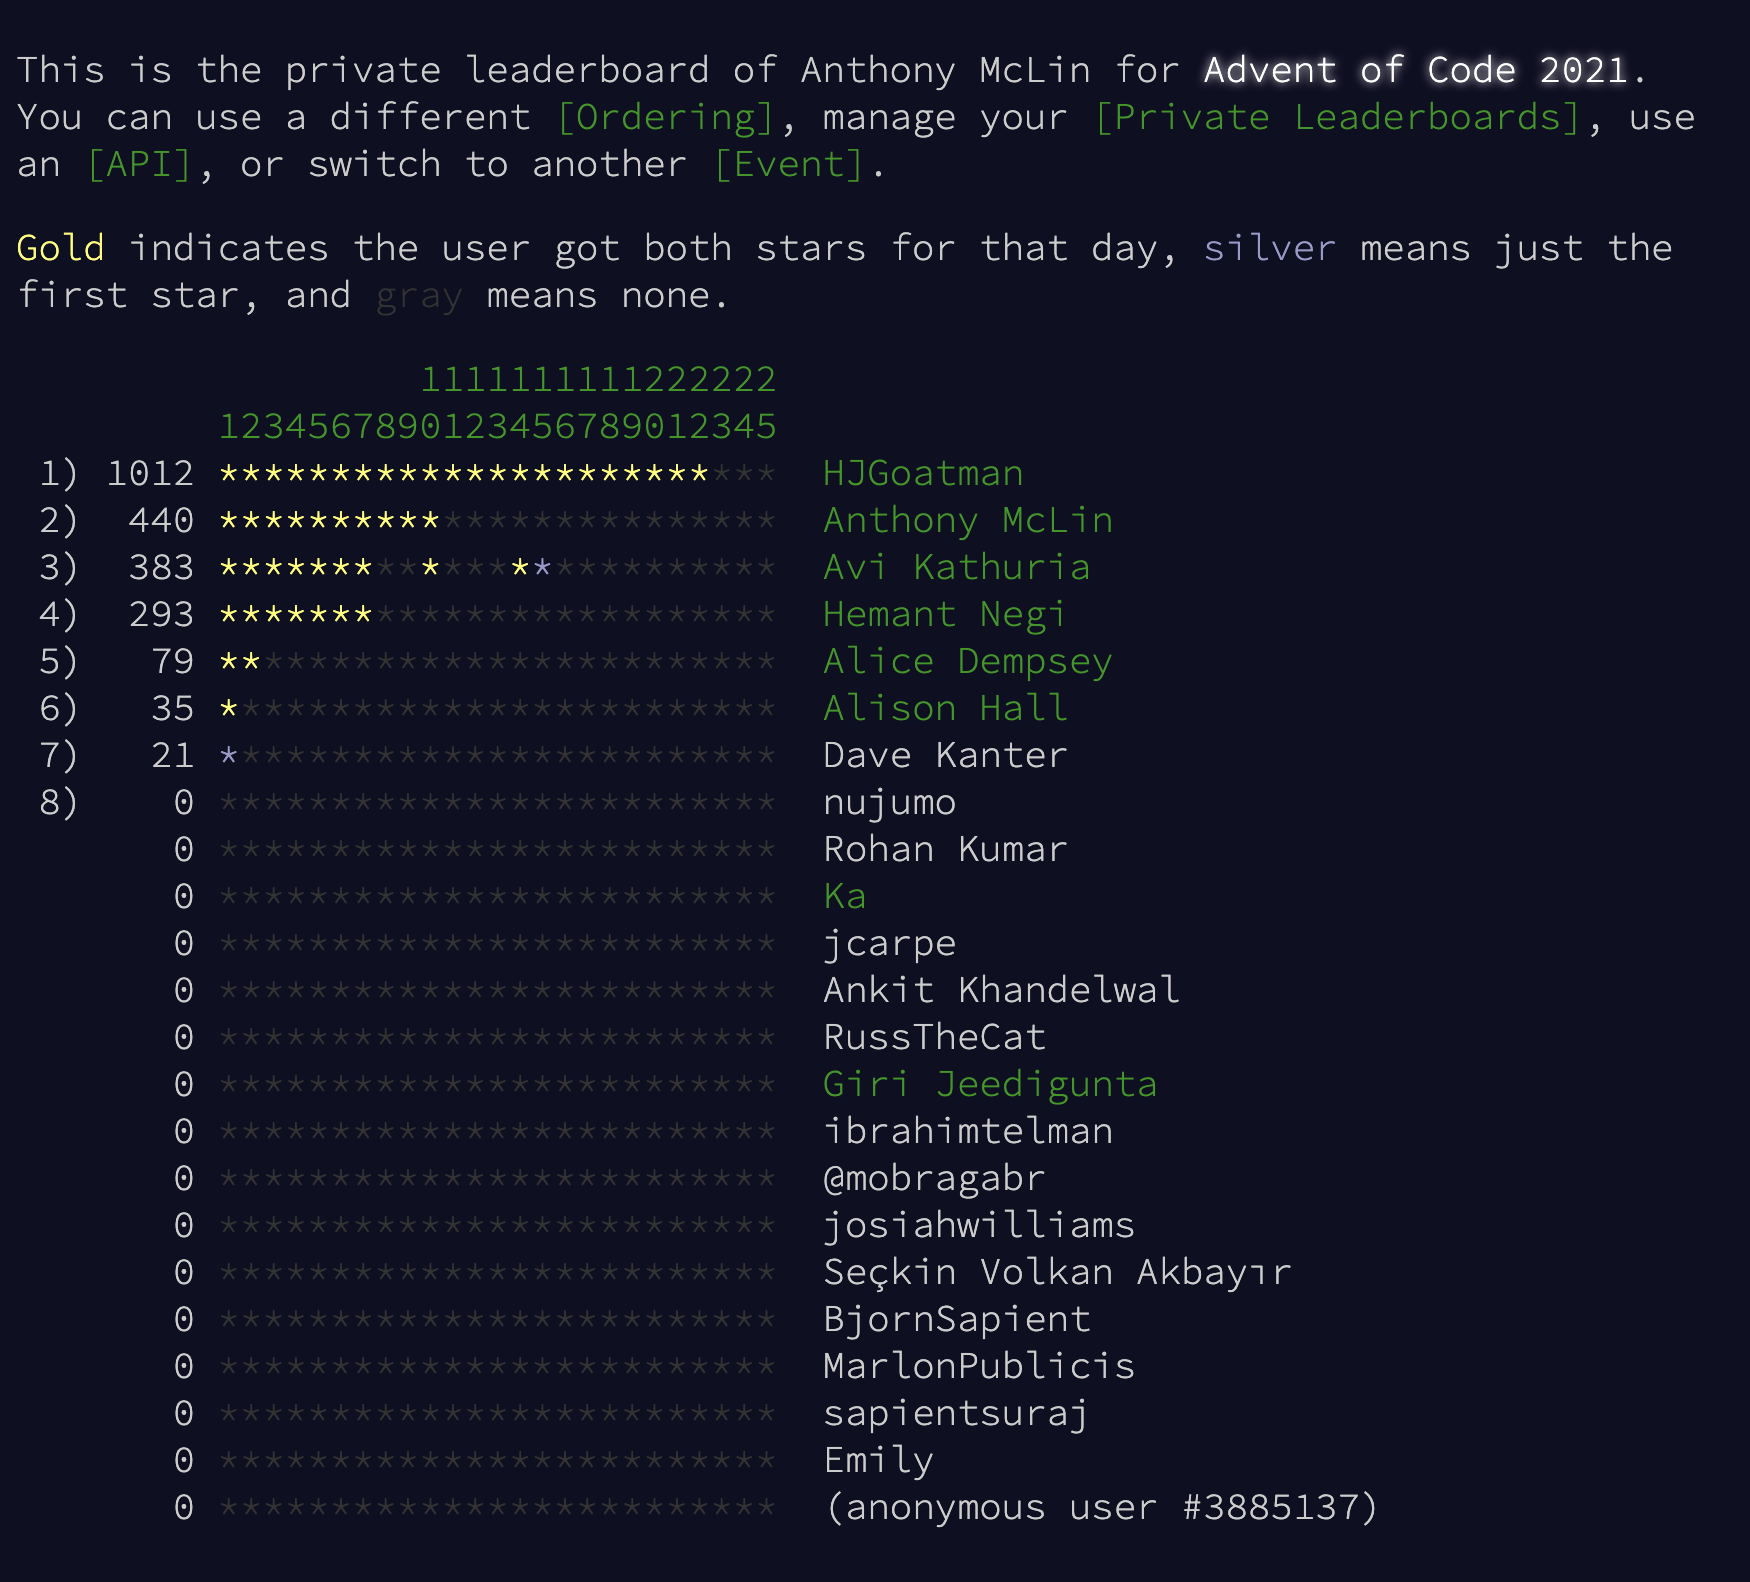 This is the private leaderboard of Anthony McLin for Advent of Code 2021.
You can use a different [Ordering], manage your [Private Leaderboards], use
an [API], or switch to another [Event].
Gold indicates the user got both stars for that day, silver means just the
first star, and gray means none.
1111111111222222
1234567890123456789012345
1) 1012 ************************* HJGoatman
2) 440 ************************* Anthony McLin
3) 383 ************************* Avi Kathuria
4) 293 ************************* Hemant Negi
5) 79 ************************* Alice Dempsey
6) 35 ************************* Alison Hall
7) 21 ************************* Dave Kanter
8) 0 ************************* nujumo
0 ************************* Rohan Kumar
0 ************************* Ka
0 ************************* jcarpe
0 ************************* Ankit Khandelwal
0 ************************* RussTheCat
0 ************************* Giri Jeedigunta
0 ************************* ibrahimtelman
0 ************************* @mobragabr
0 ************************* josiahwilliams
0 ************************* Seçkin Volkan Akbayır
0 ************************* BjornSapient
0 ************************* MarlonPublicis
0 ************************* sapientsuraj
0 ************************* Emily
0 ************************* (anonymous user #3885137)